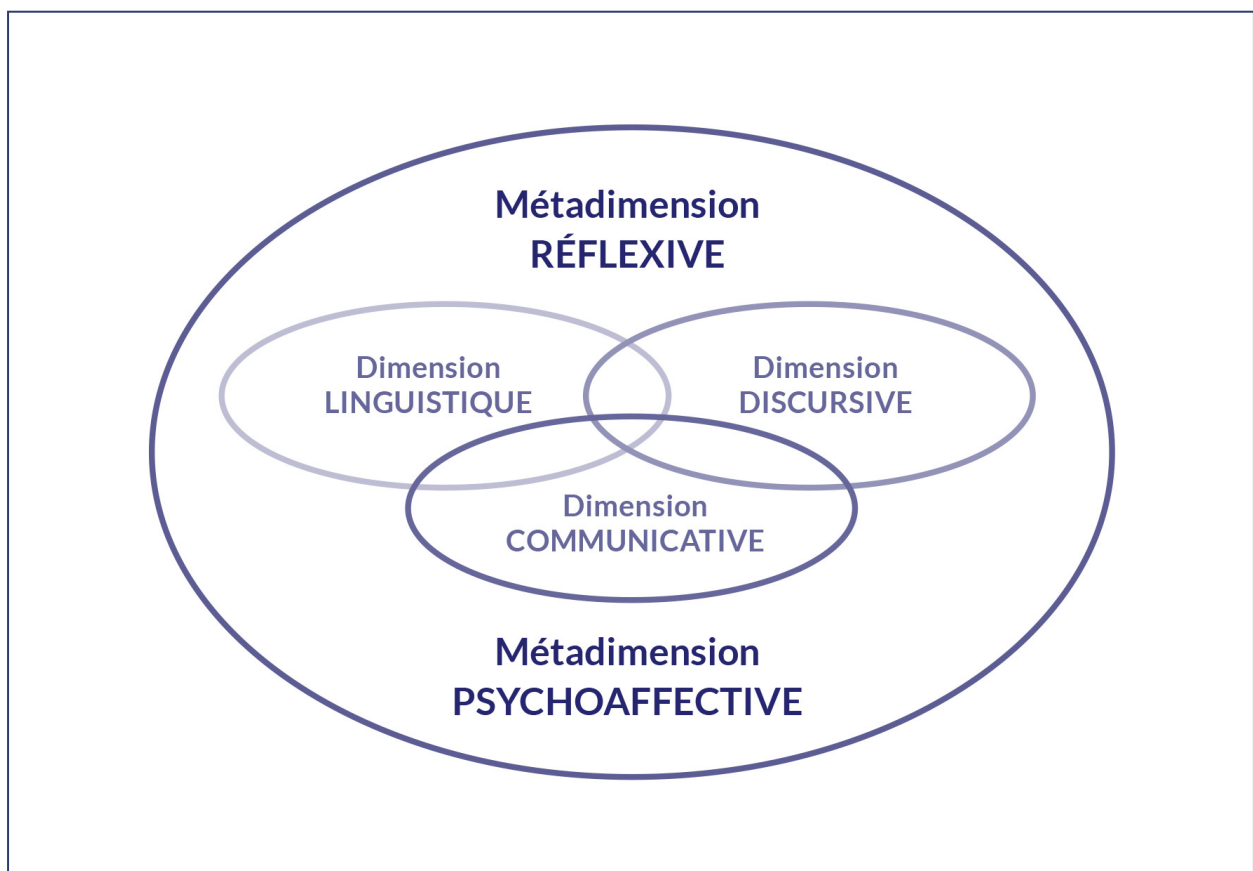 Métadimension
RÉFLEXIVE
Dimension
LINGUISTIQUE
Dimension
DISCURSIVE
Dimension
COMMUNICATIVE
Métadimension
PSYCHOAFFECTIVE